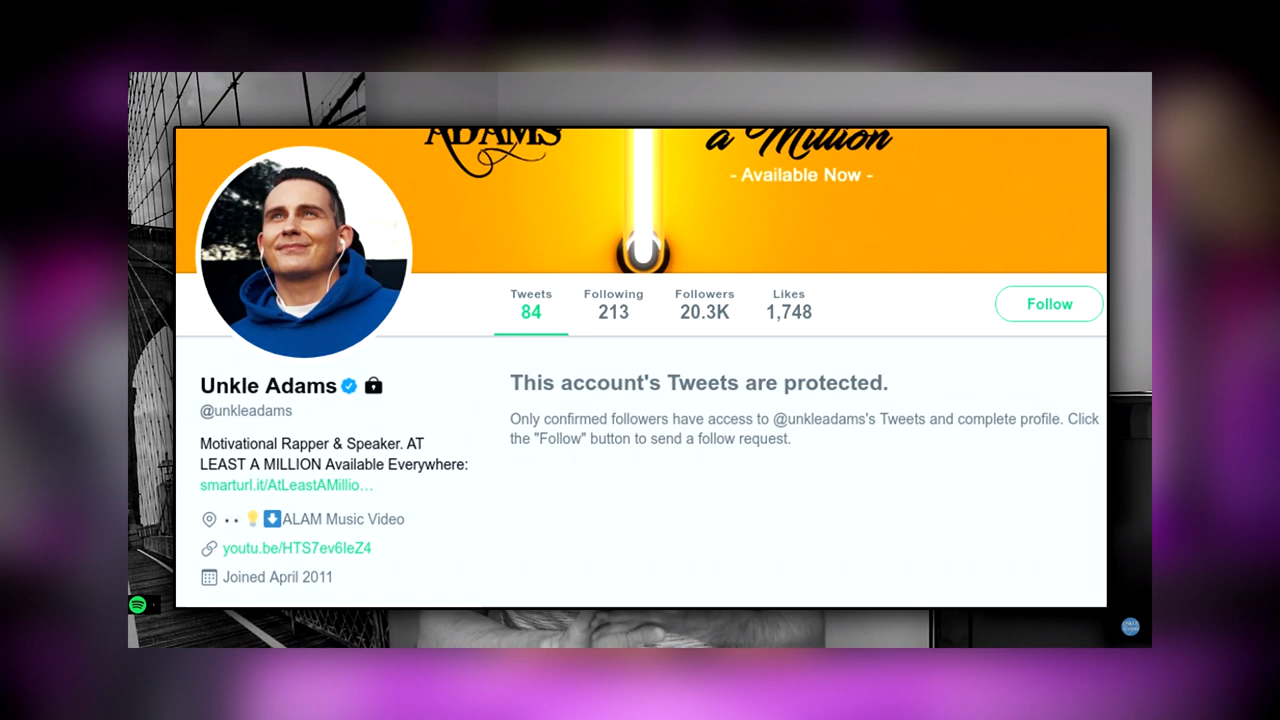 ADAMS
a Million
- Available Now -
Tweets
84
Following
213
Followers
20.3K
Likes
1,748
Follow
Unkle Adams
@unkleadams
Motivational Rapper & Speaker. AT
LEAST A MILLION Available Everywhere:
smarturl.it/AtLeastAMillio…
ALAM Music Video
youtu.be/HTS7ev6IeZ4
Joined April 2011
This account's Tweets are protected.
Only confirmed followers have access to @unkleadams's Tweets and complete profile. Click
the "Follow" button to send a follow request.